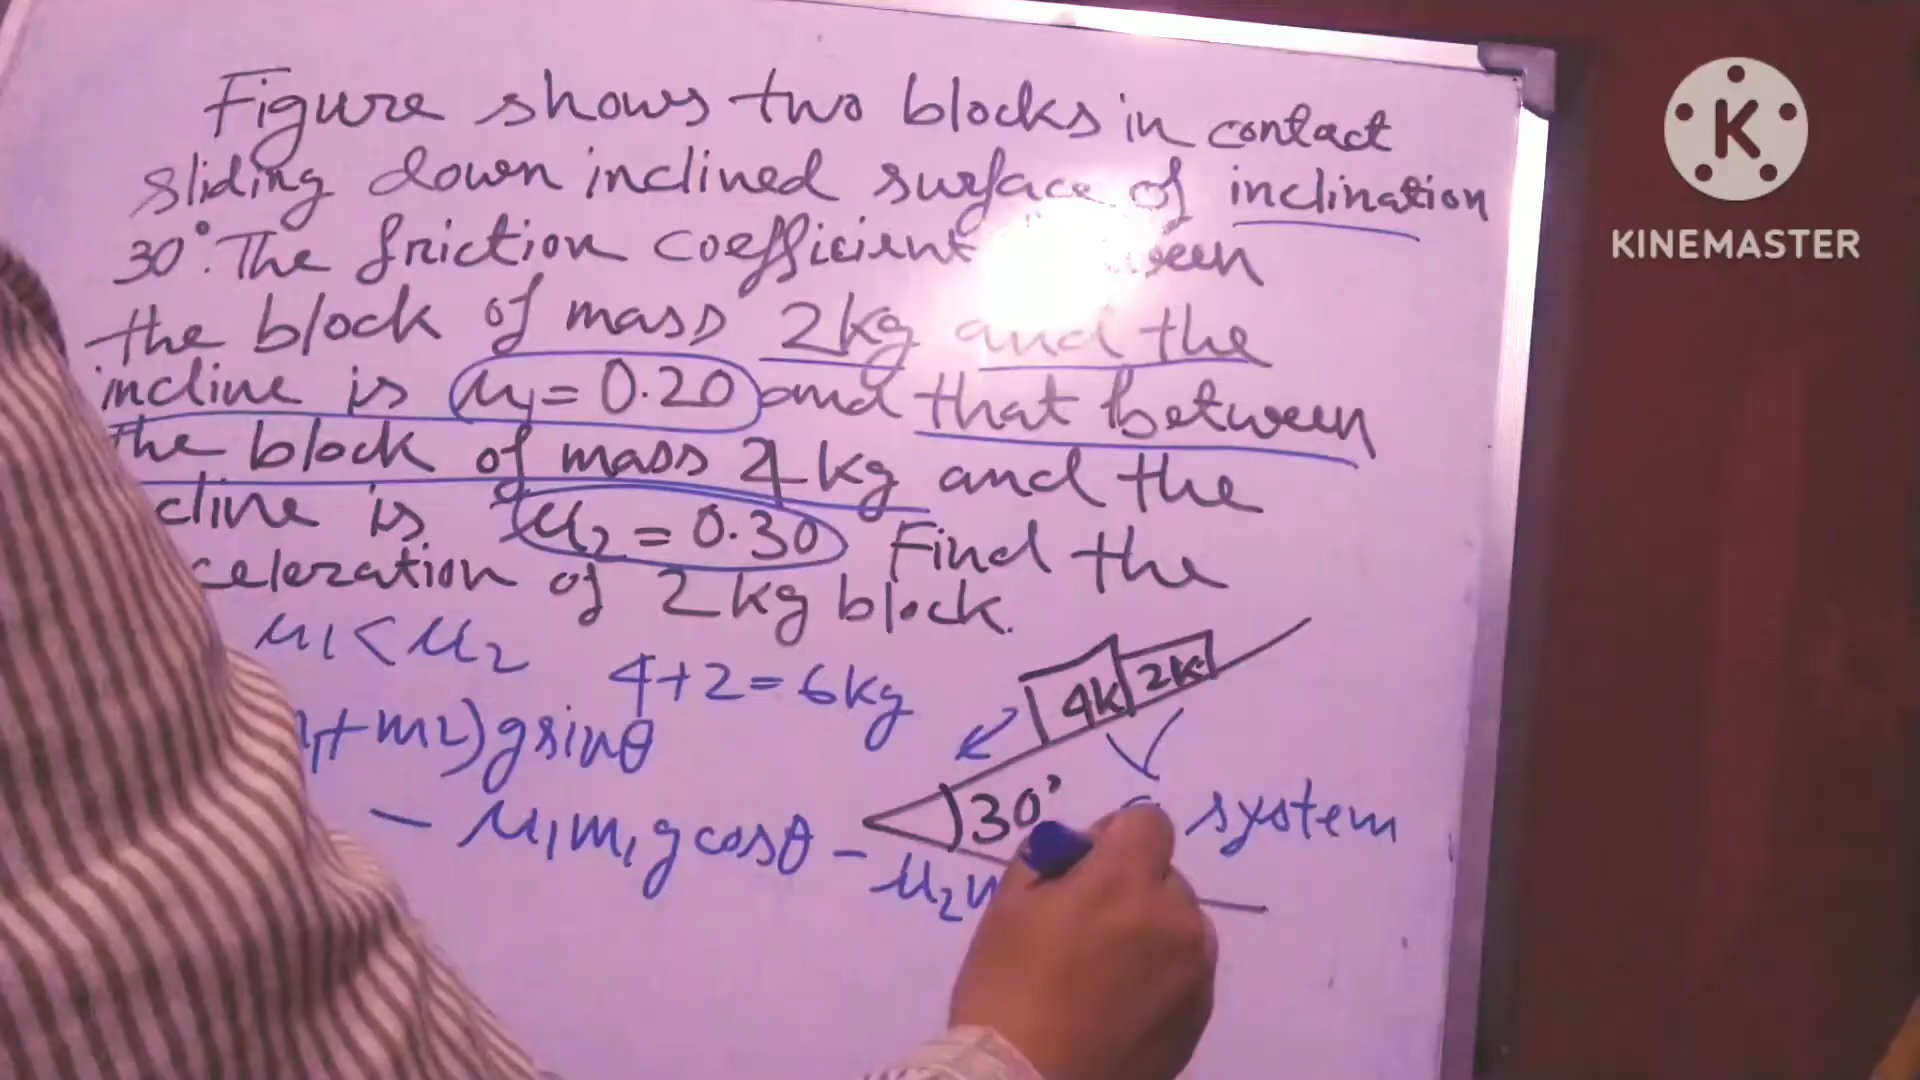 Figure shows two blocks in contact
sliding down inclined surface of inclination
30°. The friction coefficient
the block of mass 2kg and the
incline is μ1 = 0.20 and that between
the block of mass 4kg and the
cline is μ2 = 0.30 Find the
celeration of 2kg block.
μ1 < μ2
4+2=6kg
+m2)gsinθ
- μ1m1gcosθ - μ2
4K 2K
30°
system
K
KINEMASTER